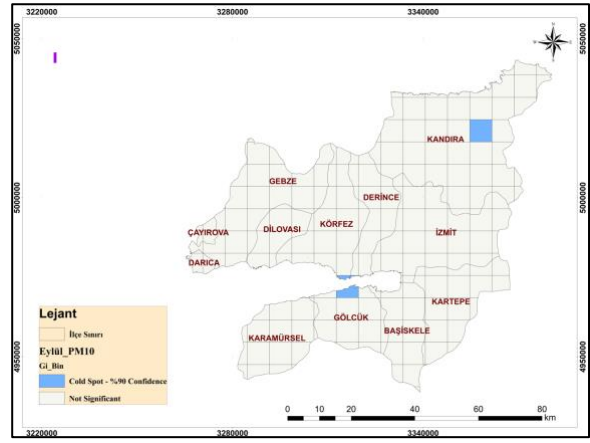 3220000 3280000 3340000
5050000 5050000
KANDIRA
GEBZE
DERİNCE
5000000 5000000
ÇAYIROVA DİLOVASI KÖRFEZ İZMİT
DARICA
KARTEPE
GÖLCÜK
BAŞİSKELE
KARAMÜRSEL
4950000 4950000
Lejant
İlçe Sınırı
Eylül_PM10
Gi_Bin
Cold Spot - %90 Confidence
Not Significant
0 10 20 40 60 80
km
3220000 3280000 3340000